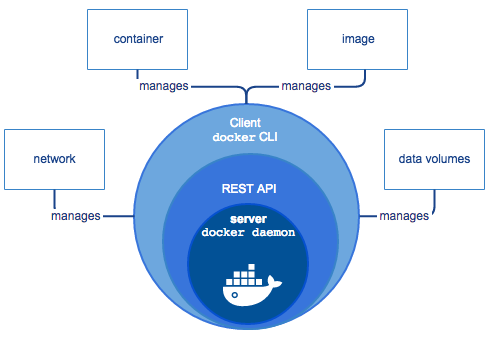 container
image
manages
manages
Client
docker CLI
network
data volumes
REST API
manages
server
docker daemon
manages